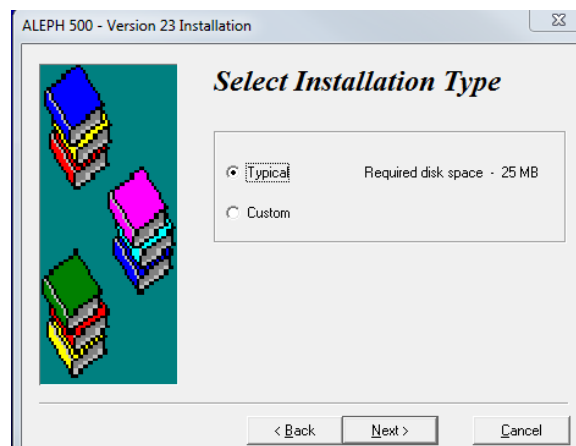 ALEPH 500 - Version 23 Installation
Select Installation Type
Typical Required disk space - 25 MB
Custom
< Back Next > Cancel